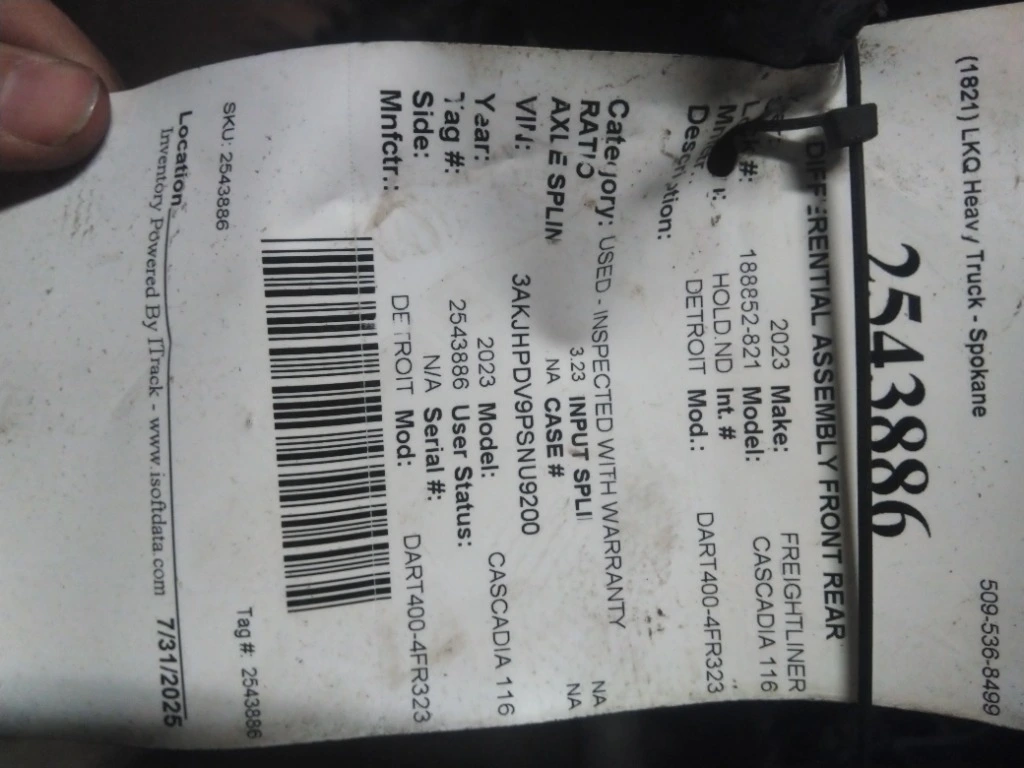 (1821) LKQ Heavy Truck - Spokane 509-536-8499
2543886
DIFFERENTIAL ASSEMBLY FRONT REAR
2023 Make: FREIGHTLINER
#: 188852-821 Model: CASCADIA 116
HOLD.ND Int. #
DETROIT Mod.: DART400-4FR323
Description:
Category: USED - INSPECTED WITH WARRANTY
RATIO 3.23 INPUT SPLI NA
AXLE SPLIN NA CASE # NA
VIN: 3AKJHPDV9PSNU9200
Year: 2023 Model: CASCADIA 116
Tag #: 2543886 User Status:
Side: N/A Serial #:
Mnfctr.: DETROIT Mod: DART400-4FR323
SKU: 2543886 Tag #: 2543886
Location
Inventory Powered By ITrack - www.isoftdata.com 7/31/2025